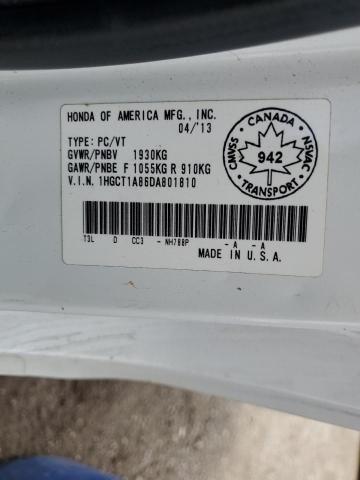 HONDA OF AMERICA MFG., INC.
04/'13
TYPE: PC/VT
GVWR/PNBV 1930KG
GAWR/PNBE F 1055KG R 910KG
V.I.N. 1HGCT1A86DA801810
CANADA
CMVSS
942
NSVAC
TRANSPORT
T3L D CC3 - NH788P -A -A
MADE IN U.S.A.